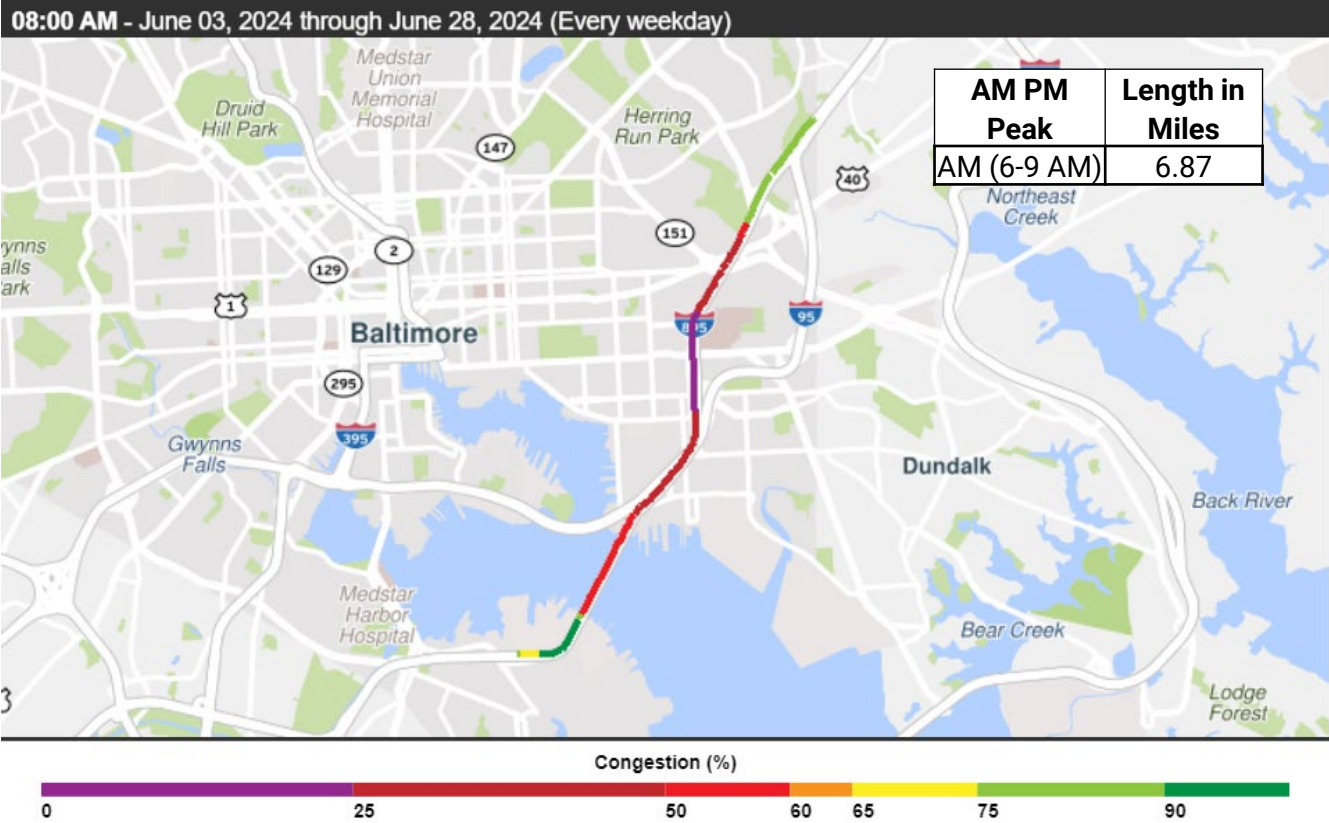 08:00 AM - June 03, 2024 through June 28, 2024 (Every weekday)
Medstar
Union
Memorial
Hospital
Druid
Hill Park
Herring
Run Park
147
AM PM
Peak
Length in
Miles
AM (6-9 AM)
6.87
40
Northeast
Creek
151
2
129
ynns
alls
ark
1
895
95
Baltimore
295
395
Gwynns
Falls
Dundalk
Back River
Medstar
Harbor
Hospital
Bear Creek
Lodge
Forest
3
Congestion (%)
0 25 50 60 65 75 90